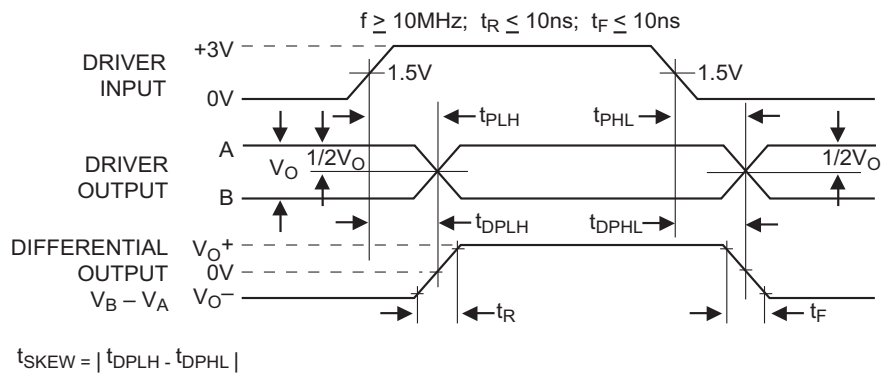 f ≥ 10MHz; tR ≤ 10ns; tF ≤ 10ns
DRIVER
INPUT
+3V
0V
1.5V
1.5V
tPLH
tPHL
DRIVER
OUTPUT
A
B
VO
1/2VO
1/2VO
tDPLH
tDPHL
DIFFERENTIAL
OUTPUT
VB – VA
VO+
0V
VO–
tR
tF
tSKEW = | tDPLH - tDPHL |